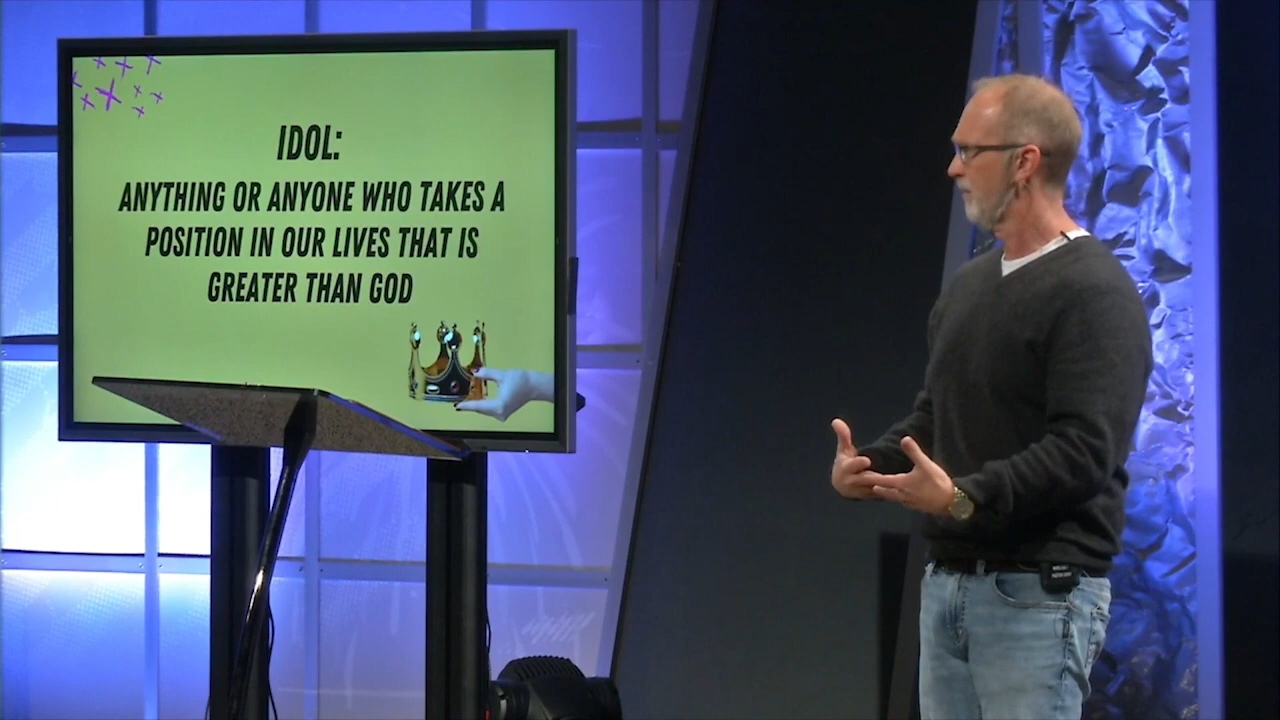 IDOL:
ANYTHING OR ANYONE WHO TAKES A
POSITION IN OUR LIVES THAT IS
GREATER THAN GOD